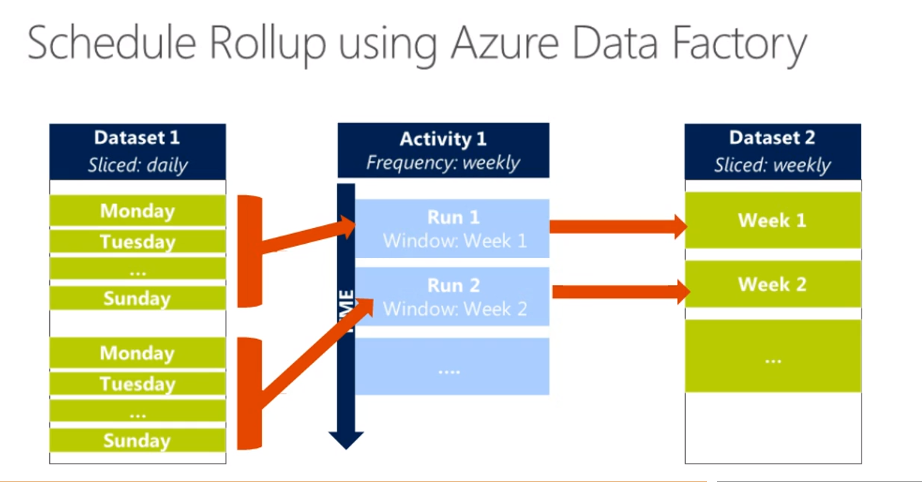 Schedule Rollup using Azure Data Factory
Dataset 1
Sliced: daily
Monday
Tuesday
...
Sunday
Monday
Tuesday
...
Sunday
Activity 1
Frequency: weekly
Run 1
Window: Week 1
Run 2
Window: Week 2
....
Dataset 2
Sliced: weekly
Week 1
Week 2
...